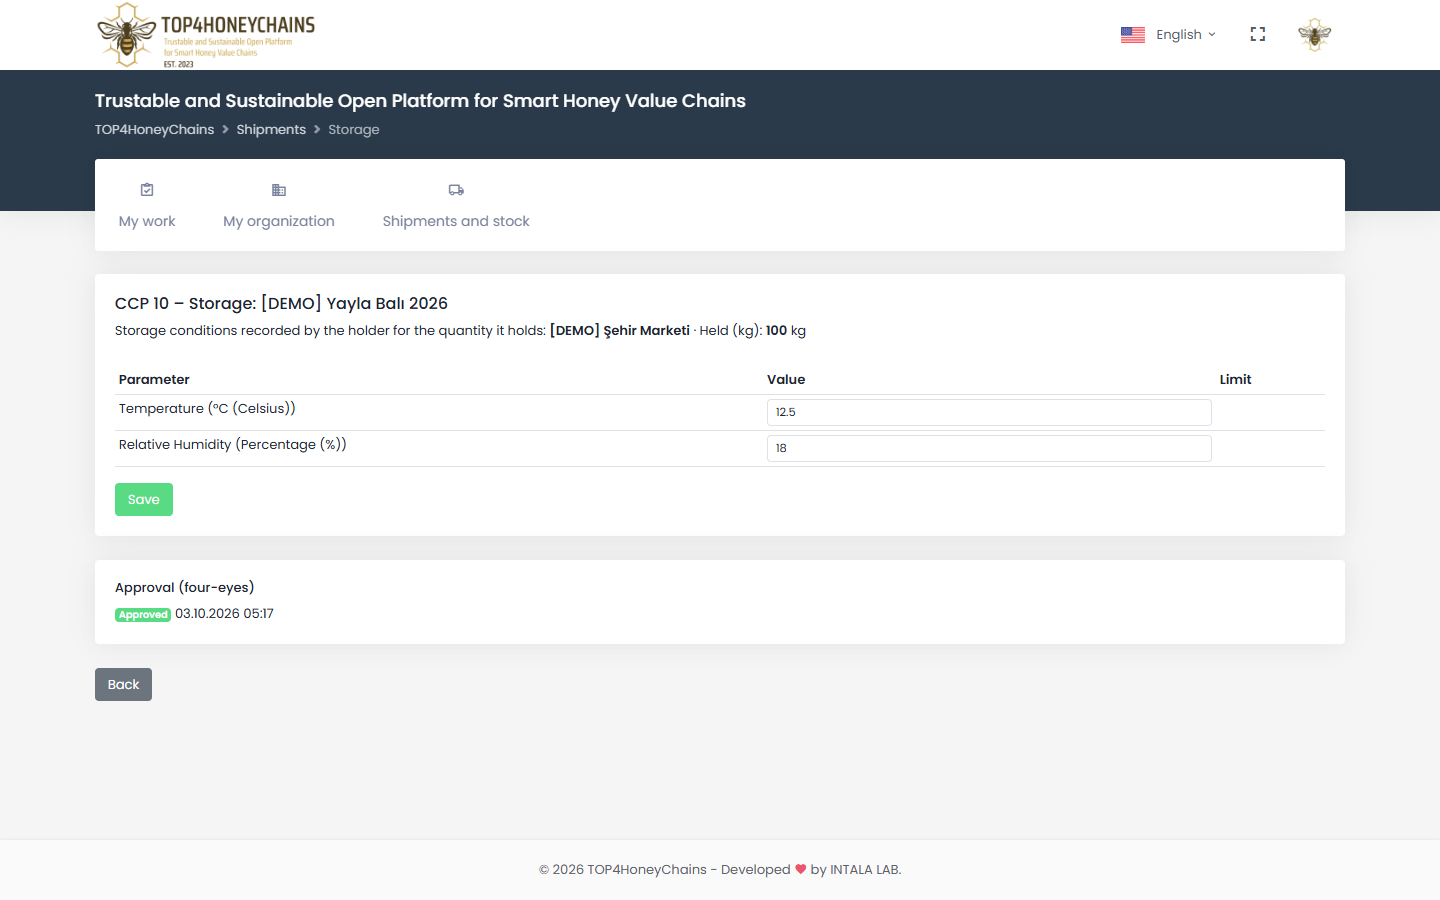 TOP4HONEYCHAINS
Trustable and Sustainable Open Platform
for Smart Honey Value Chains
EST. 2023
English
Trustable and Sustainable Open Platform for Smart Honey Value Chains
TOP4HoneyChains > Shipments > Storage
My work
My organization
Shipments and stock
CCP 10 – Storage: [DEMO] Yayla Balı 2026
Storage conditions recorded by the holder for the quantity it holds: [DEMO] Şehir Marketi · Held (kg): 100 kg
Parameter Value Limit
Temperature (°C (Celsius)) 12.5
Relative Humidity (Percentage (%)) 18
Save
Approval (four-eyes)
Approved 03.10.2026 05:17
Back
© 2026 TOP4HoneyChains - Developed ♥ by INTALA LAB.